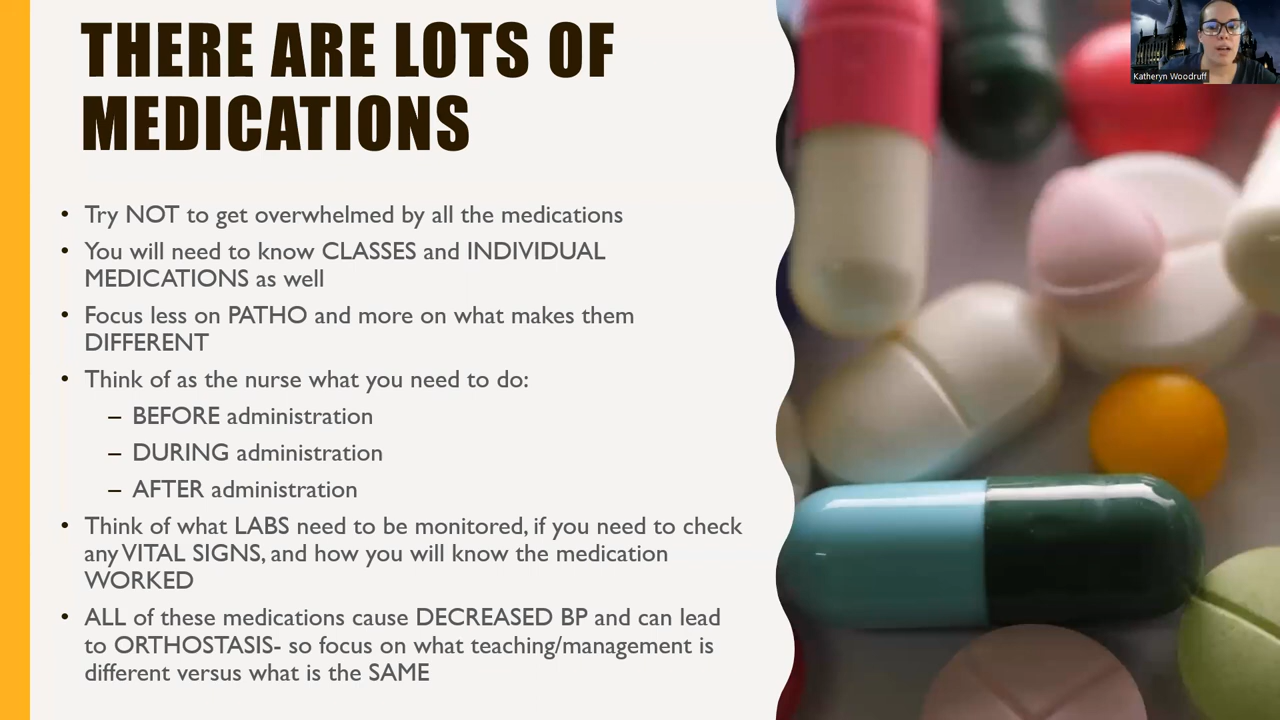 THERE ARE LOTS OF
MEDICATIONS
• Try NOT to get overwhelmed by all the medications
• You will need to know CLASSES and INDIVIDUAL
MEDICATIONS as well
• Focus less on PATHO and more on what makes them
DIFFERENT
• Think of as the nurse what you need to do:
– BEFORE administration
– DURING administration
– AFTER administration
• Think of what LABS need to be monitored, if you need to check
any VITAL SIGNS, and how you will know the medication
WORKED
• ALL of these medications cause DECREASED BP and can lead
to ORTHOSTASIS- so focus on what teaching/management is
different versus what is the SAME
Katheryn Woodruff